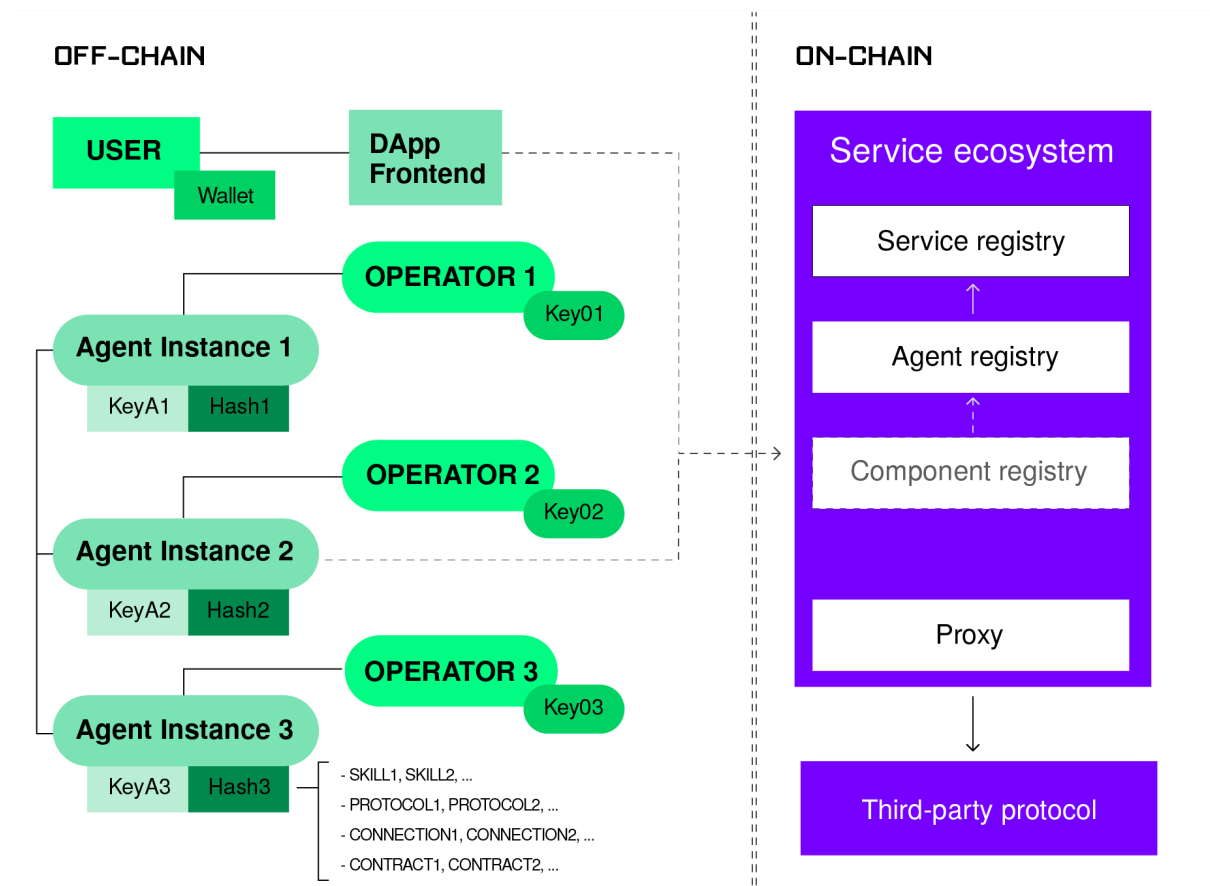 OFF-CHAIN
USER
Wallet
DApp
Frontend
OPERATOR 1
Key01
Agent Instance 1
KeyA1
Hash1
OPERATOR 2
Key02
Agent Instance 2
KeyA2
Hash2
OPERATOR 3
Key03
Agent Instance 3
KeyA3
Hash3
- SKILL1, SKILL2, ...
- PROTOCOL1, PROTOCOL2, ...
- CONNECTION1, CONNECTION2, ...
- CONTRACT1, CONTRACT2, ...
ON-CHAIN
Service ecosystem
Service registry
Agent registry
Component registry
Proxy
Third-party protocol